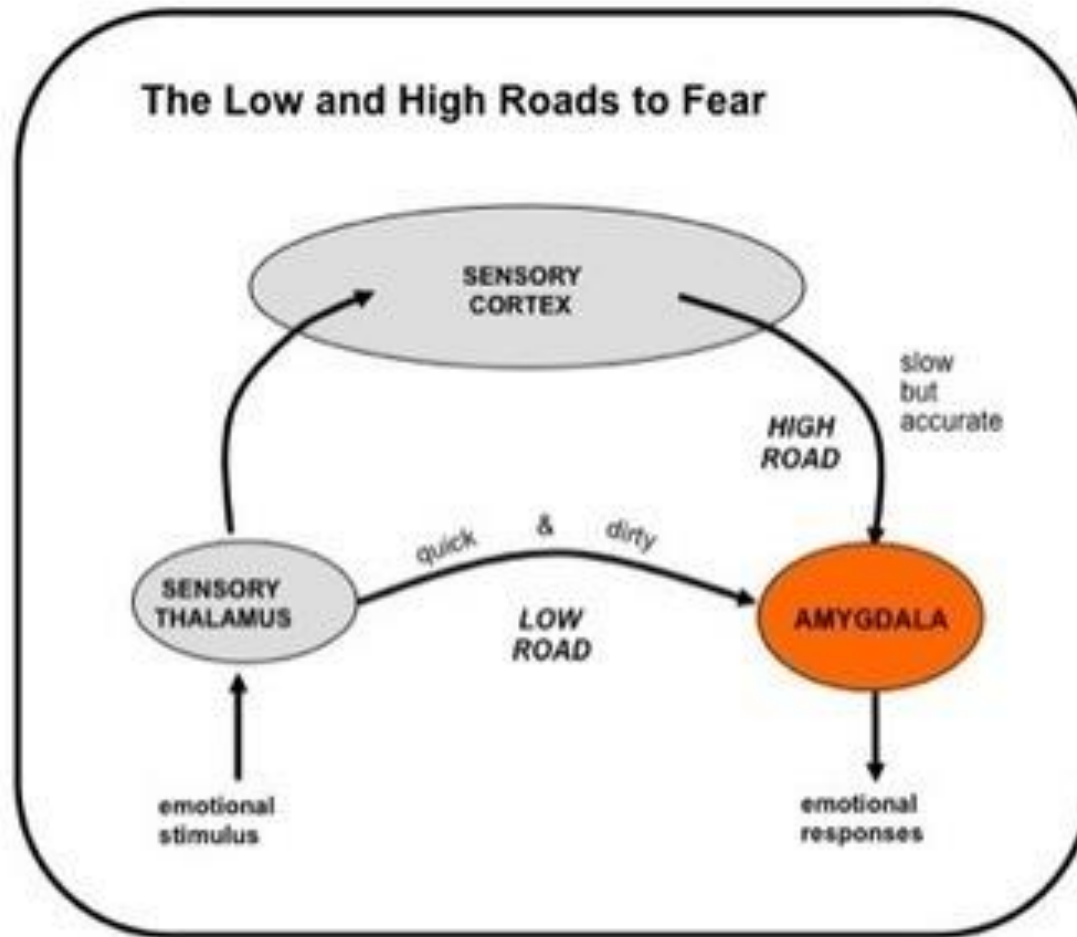 The Low and High Roads to Fear
SENSORY
CORTEX
slow
but
accurate
HIGH
ROAD
quick & dirty
SENSORY
THALAMUS
LOW
ROAD
AMYGDALA
emotional
stimulus
emotional
responses